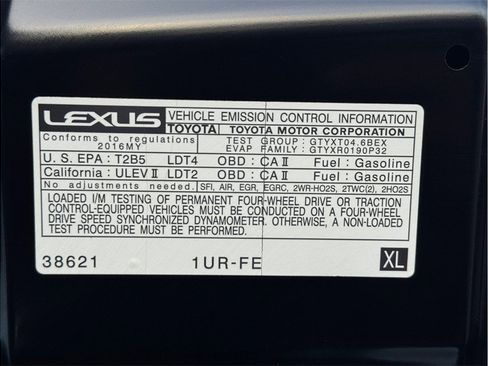 LEXUS VEHICLE EMISSION CONTROL INFORMATION
TOYOTA TOYOTA MOTOR CORPORATION
Conforms to regulations 2016MY
TEST GROUP : GTYXT04.6BEX
EVAP FAMILY : GTYXR0190P32
U. S. EPA : T2B5 LDT4 OBD : CA II Fuel : Gasoline
California : ULEV II LDT2 OBD : CA II Fuel : Gasoline
No adjustments needed. SFI, AIR, EGR, EGRC, 2WR-HO2S, 2TWC(2), 2HO2S
LOADED I/M TESTING OF PERMANENT FOUR-WHEEL DRIVE OR TRACTION
CONTROL-EQUIPPED VEHICLES MUST BE CONDUCTED ON A FOUR-WHEEL
DRIVE SPEED SYNCHRONIZED DYNAMOMETER. OTHERWISE, A NON-LOADED
TEST PROCEDURE MUST BE PERFORMED.
38621 1UR-FE XL